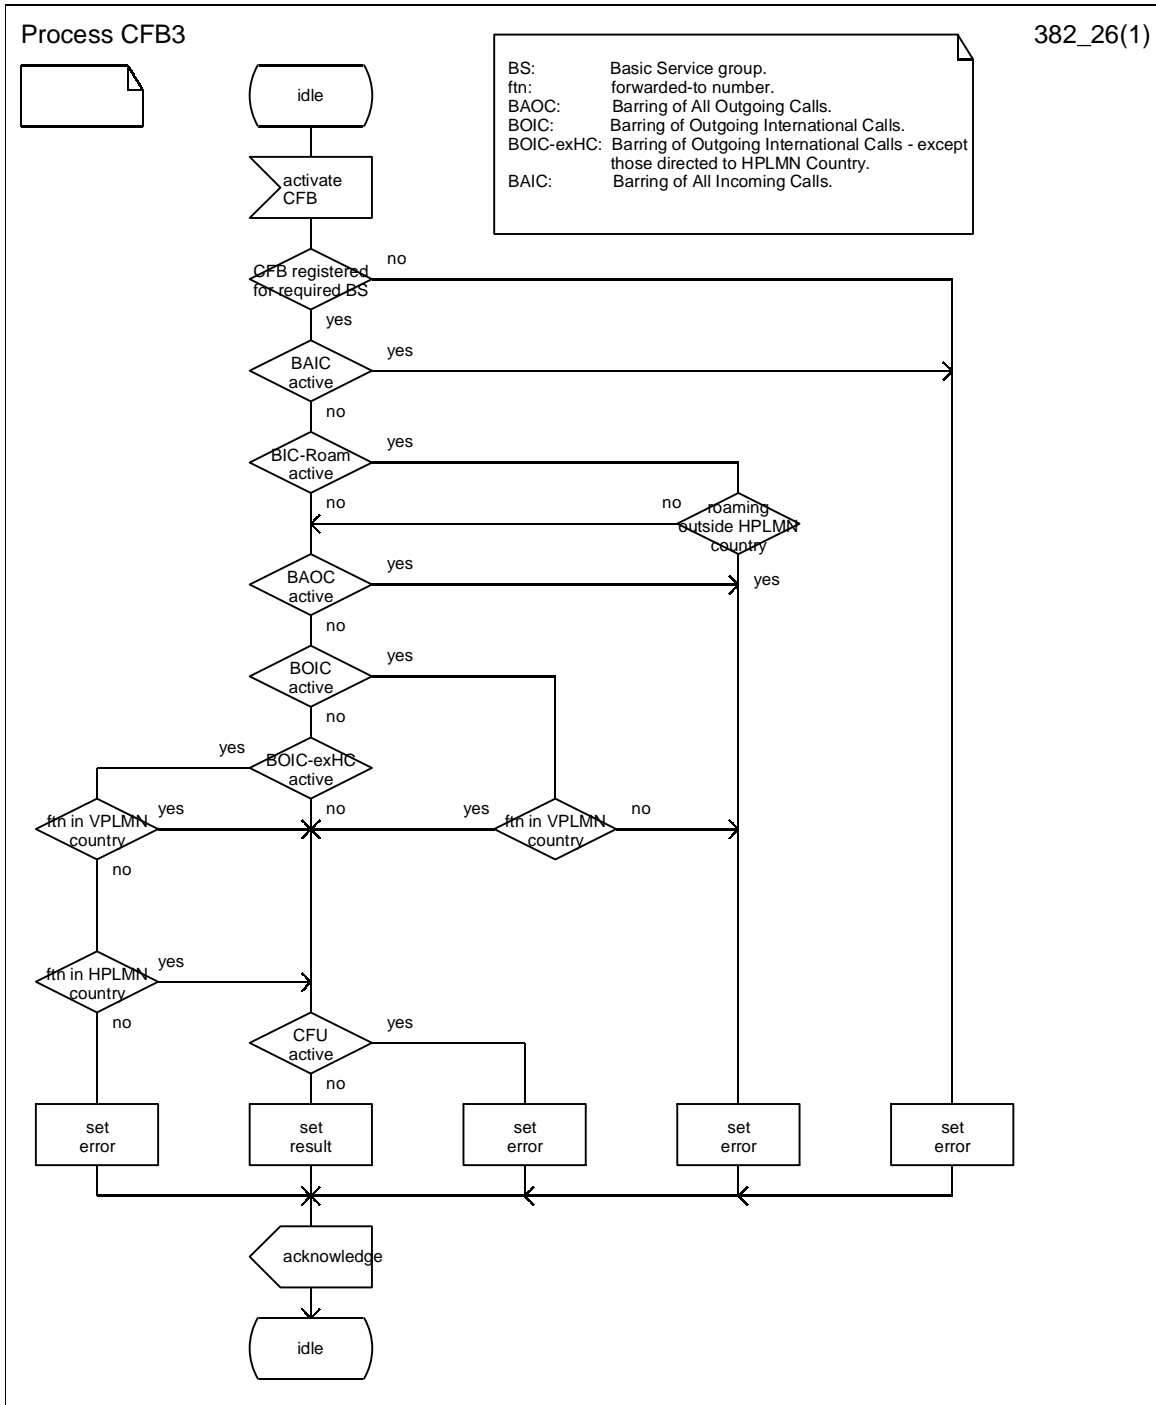 Process CFB3
382_26(1)
BS: Basic Service group.
ftn: forwarded-to number.
BAOC: Barring of All Outgoing Calls.
BOIC: Barring of Outgoing International Calls.
BOIC-exHC: Barring of Outgoing International Calls - except
those directed to HPLMN Country.
BAIC: Barring of All Incoming Calls.
idle
activate
CFB
CFB registered
for required BS
no
yes
BAIC
active
yes
no
BIC-Roam
active
yes
no
no
roaming
outside HPLMN
country
yes
BAOC
active
yes
no
BOIC
active
yes
no
yes
BOIC-exHC
active
no
ftn in VPLMN
country
yes
no
yes
ftn in VPLMN
country
no
ftn in HPLMN
country
yes
no
CFU
active
yes
no
set
error
set
result
set
error
set
error
set
error
acknowledge
idle